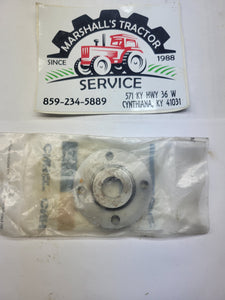 MARSHALL'S TRACTOR
SINCE
1988
SERVICE
859-234-5889
571 KY HWY 36 W
CYNTHIANA, KY 41031